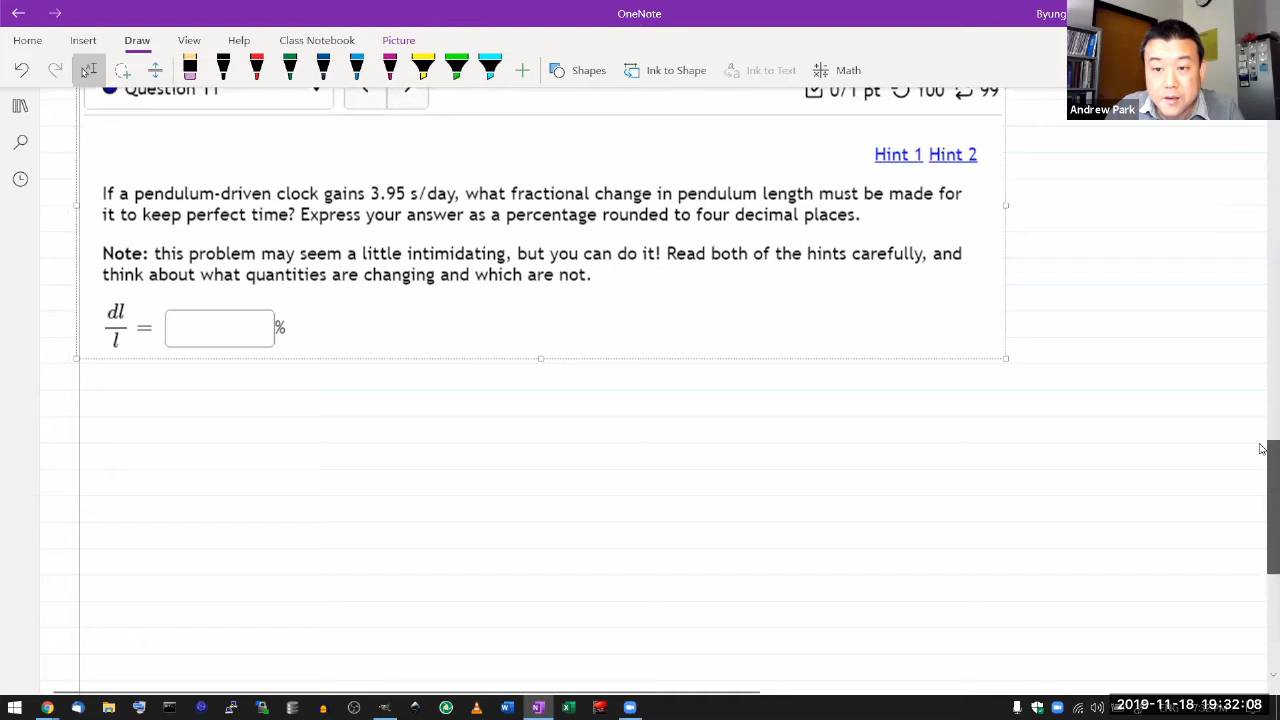 OneNote
Byung
Home Insert Draw View Help Class Notebook Picture
Shapes Ink to Shape Ink to Text Math
Andrew Park
Question 11 0/1 pt 100 99
Hint 1 Hint 2
If a pendulum-driven clock gains 3.95 s/day, what fractional change in pendulum length must be made for
it to keep perfect time? Express your answer as a percentage rounded to four decimal places.
Note: this problem may seem a little intimidating, but you can do it! Read both of the hints carefully, and
think about what quantities are changing and which are not.
dl
l
= %
2019-11-18 19:32:08